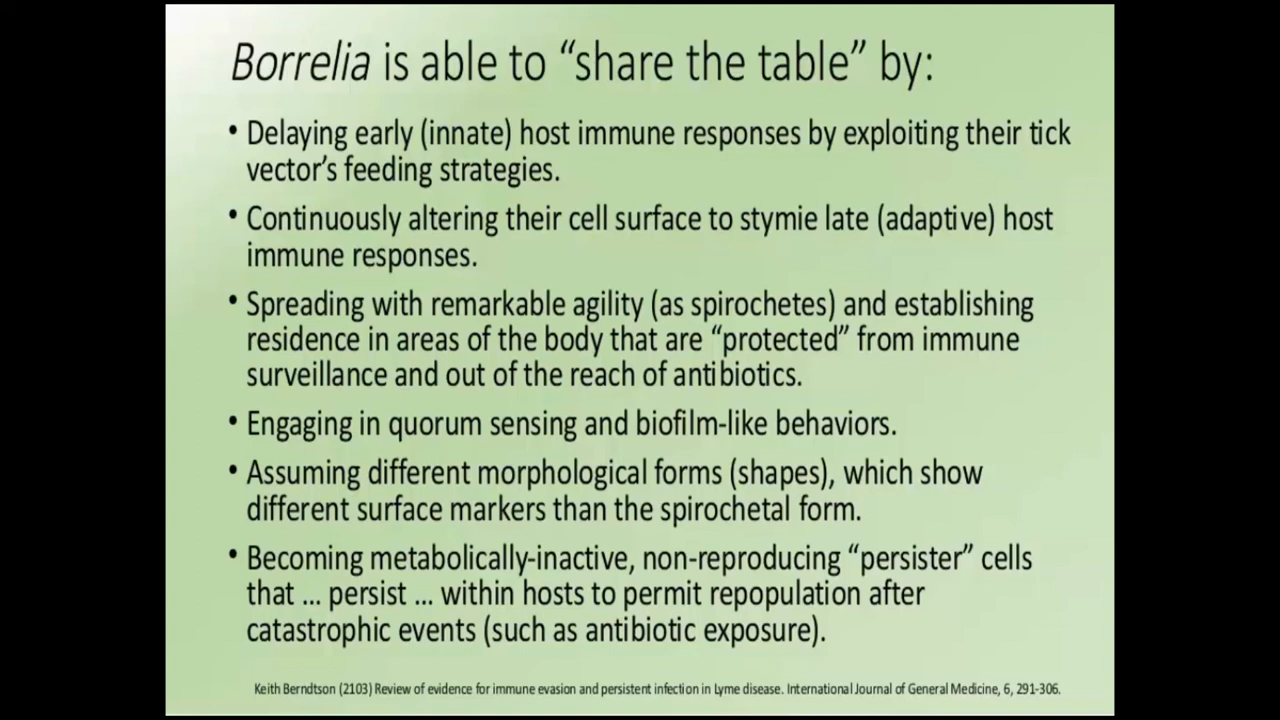 Borrelia is able to “share the table” by:
• Delaying early (innate) host immune responses by exploiting their tick
vector’s feeding strategies.
• Continuously altering their cell surface to stymie late (adaptive) host
immune responses.
• Spreading with remarkable agility (as spirochetes) and establishing
residence in areas of the body that are “protected” from immune
surveillance and out of the reach of antibiotics.
• Engaging in quorum sensing and biofilm-like behaviors.
• Assuming different morphological forms (shapes), which show
different surface markers than the spirochetal form.
• Becoming metabolically-inactive, non-reproducing “persister” cells
that ... persist ... within hosts to permit repopulation after
catastrophic events (such as antibiotic exposure).
Keith Berndtson (2103) Review of evidence for immune evasion and persistent infection in Lyme disease. International Journal of General Medicine, 6, 291-306.